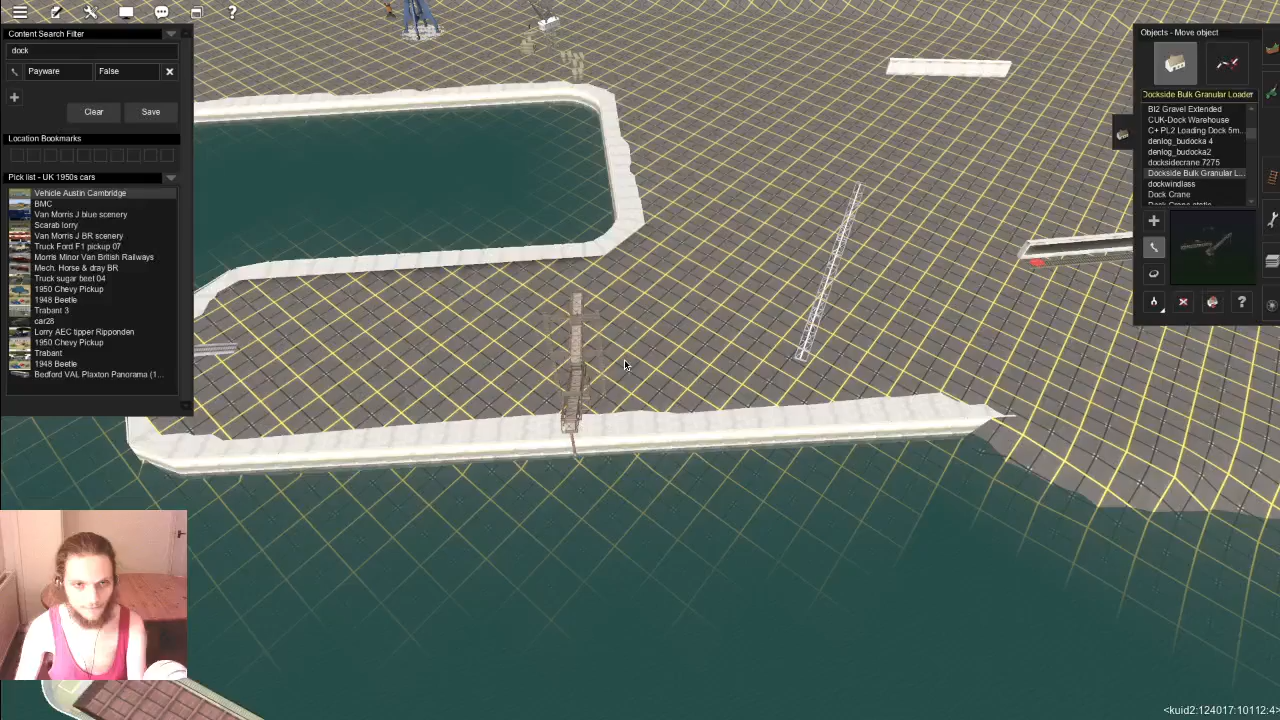 Content Search Filter
dock
Payware
False
Clear
Save
Location Bookmarks
Pick list - UK 1950s cars
Vehicle Austin Cambridge
BMC
Van Morris J blue scenery
Scarab lorry
Van Morris J BR scenery
Truck Ford F1 pickup 07
Morris Minor Van British Railways
Mech. Horse & dray BR
Truck sugar beet 04
1950 Chevy Pickup
1948 Beetle
Trabant 3
car28
Lorry AEC tipper Ripponden
1950 Chevy Pickup
Trabant
1948 Beetle
Bedford VAL Plaxton Panorama (1...
Objects - Move object
Dockside Bulk Granular Loader
BI2 Gravel Extended
CUK-Dock Warehouse
C+ PL2 Loading Dock 5m...
denlog_budocka 4
denlog_budocka2
docksidecrane 7275
Dockside Bulk Granular L...
dockwindlass
Dock Crane
Dock Crane static
<kuid2:124017:10112:4>